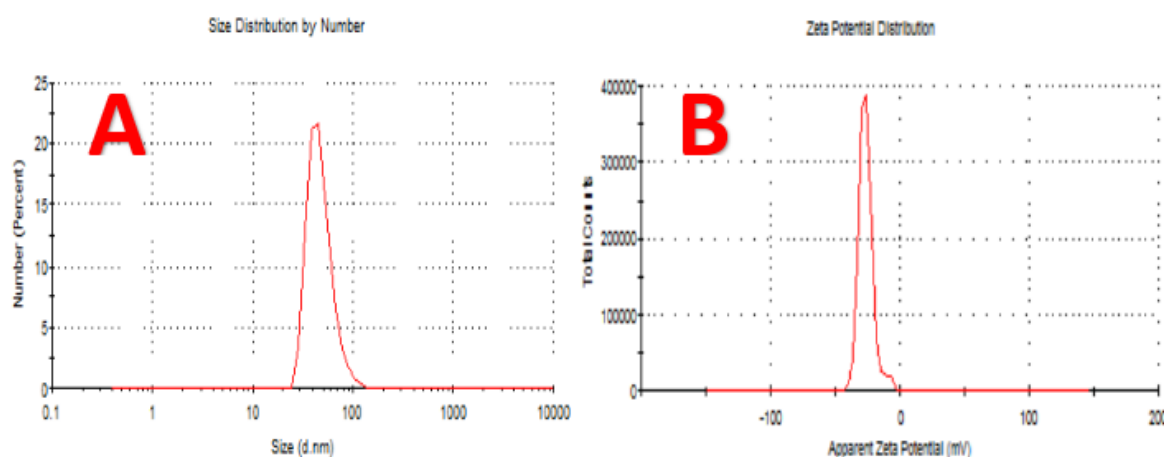 Size Distribution by Number
A
Number (Percent)
25
20
15
10
5
0
0.1 1 10 100 1000 10000
Size (d.nm)
Zeta Potential Distribution
B
Total Counts
400000
300000
200000
100000
0
-100 0 100 200
Apparent Zeta Potential (mV)